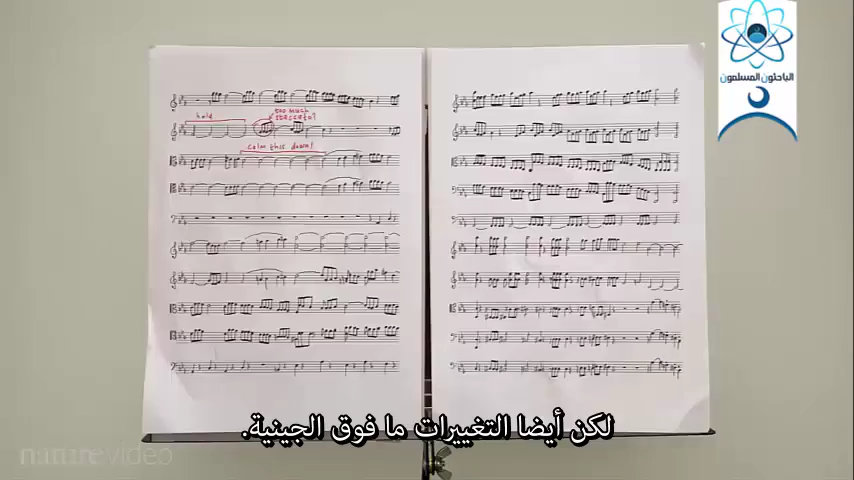 الباحثون المسلمون
hold
too much
staccato?
calm this down!
لكن أيضا التغييرات ما فوق الجينية.
naturevideo